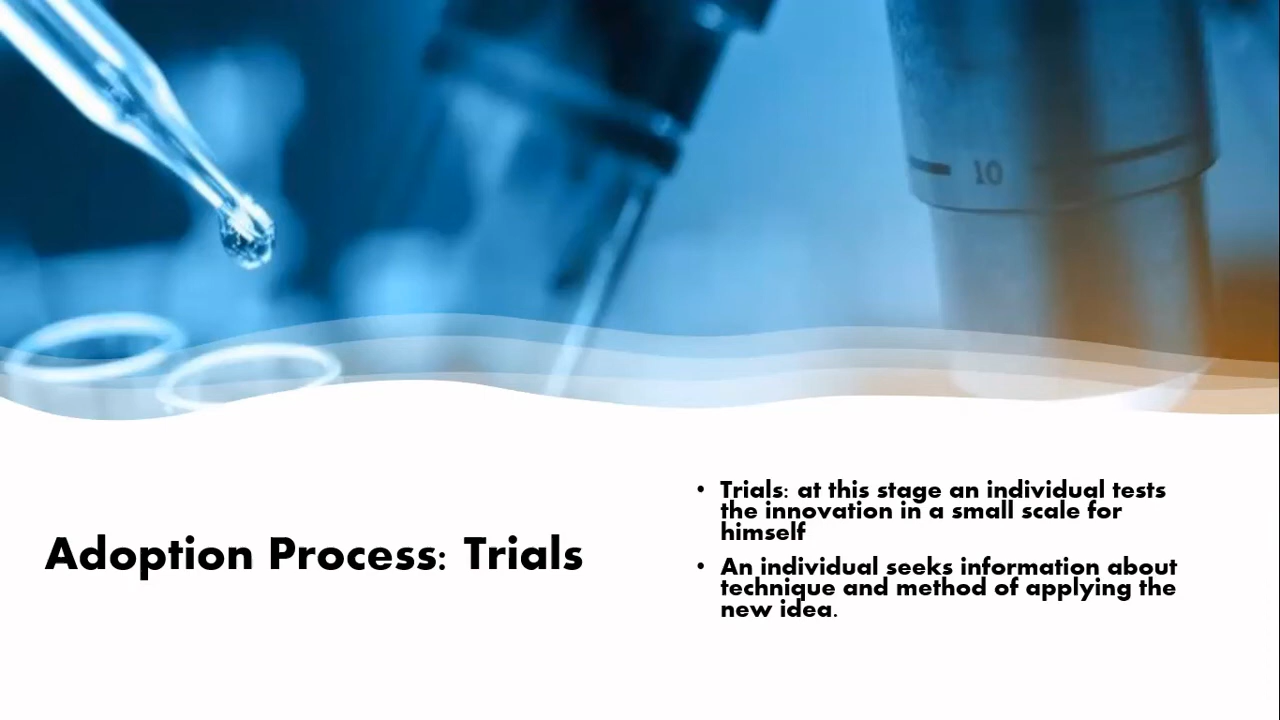 10
Adoption Process: Trials
• Trials: at this stage an individual tests
the innovation in a small scale for
himself
• An individual seeks information about
technique and method of applying the
new idea.